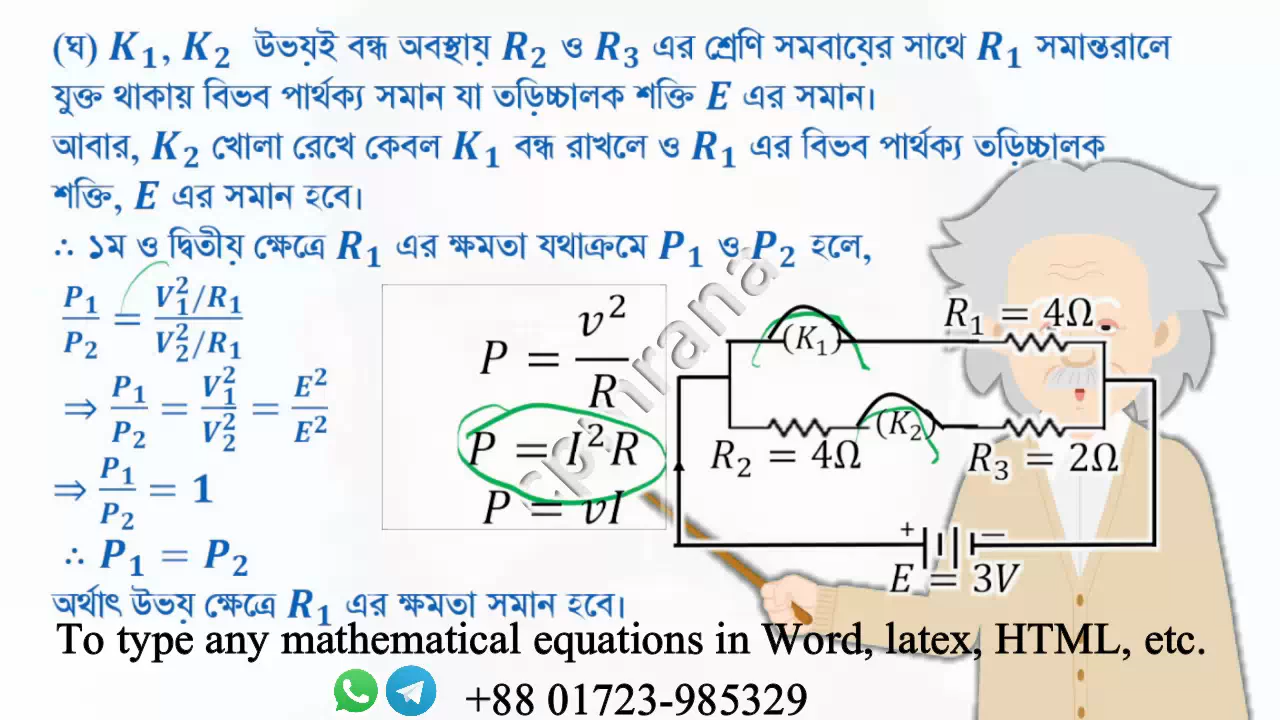 (ঘ) K₁, K₂ উভয়ই বন্ধ অবস্থায় R₂ ও R₃ এর শ্রেণি সমবায়ের সাথে R₁ সমান্তরালে
যুক্ত থাকায় বিভব পার্থক্য সমান যা তড়িচ্চালক শক্তি E এর সমান।
আবার, K₂ খোলা রেখে কেবল K₁ বন্ধ রাখলে ও R₁ এর বিভব পার্থক্য তড়িচ্চালক
শক্তি, E এর সমান হবে।
∴ ১ম ও দ্বিতীয় ক্ষেত্রে R₁ এর ক্ষমতা যথাক্রমে P₁ ও P₂ হলে,
P₁/P₂ = (V₁²/R₁)/(V₂²/R₁)
⇒ P₁/P₂ = V₁²/V₂² = E²/E²
⇒ P₁/P₂ = 1
∴ P₁ = P₂
অর্থাৎ উভয় ক্ষেত্রে R₁ এর ক্ষমতা সমান হবে।
P = v²/R
P = I²R
P = vI
(K₁)
R₁ = 4Ω
(K₂)
R₂ = 4Ω
R₃ = 2Ω
+ −
E = 3V
To type any mathematical equations in Word, latex, HTML, etc.
+88 01723-985329